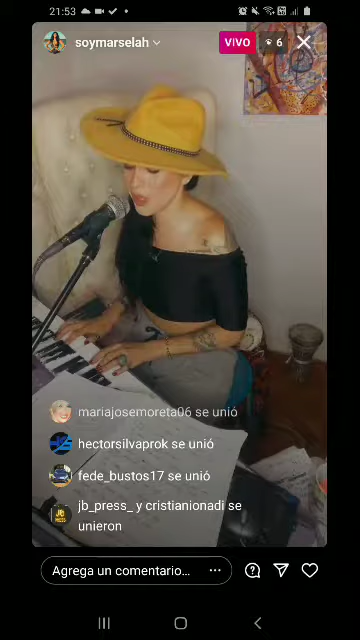 21:53
soymarselah
VIVO
6
mariajosemoreta06 se unió
hectorsilvaprok se unió
fede_bustos17 se unió
jb_press_ y cristianionadi se
unieron
Agrega un comentario...